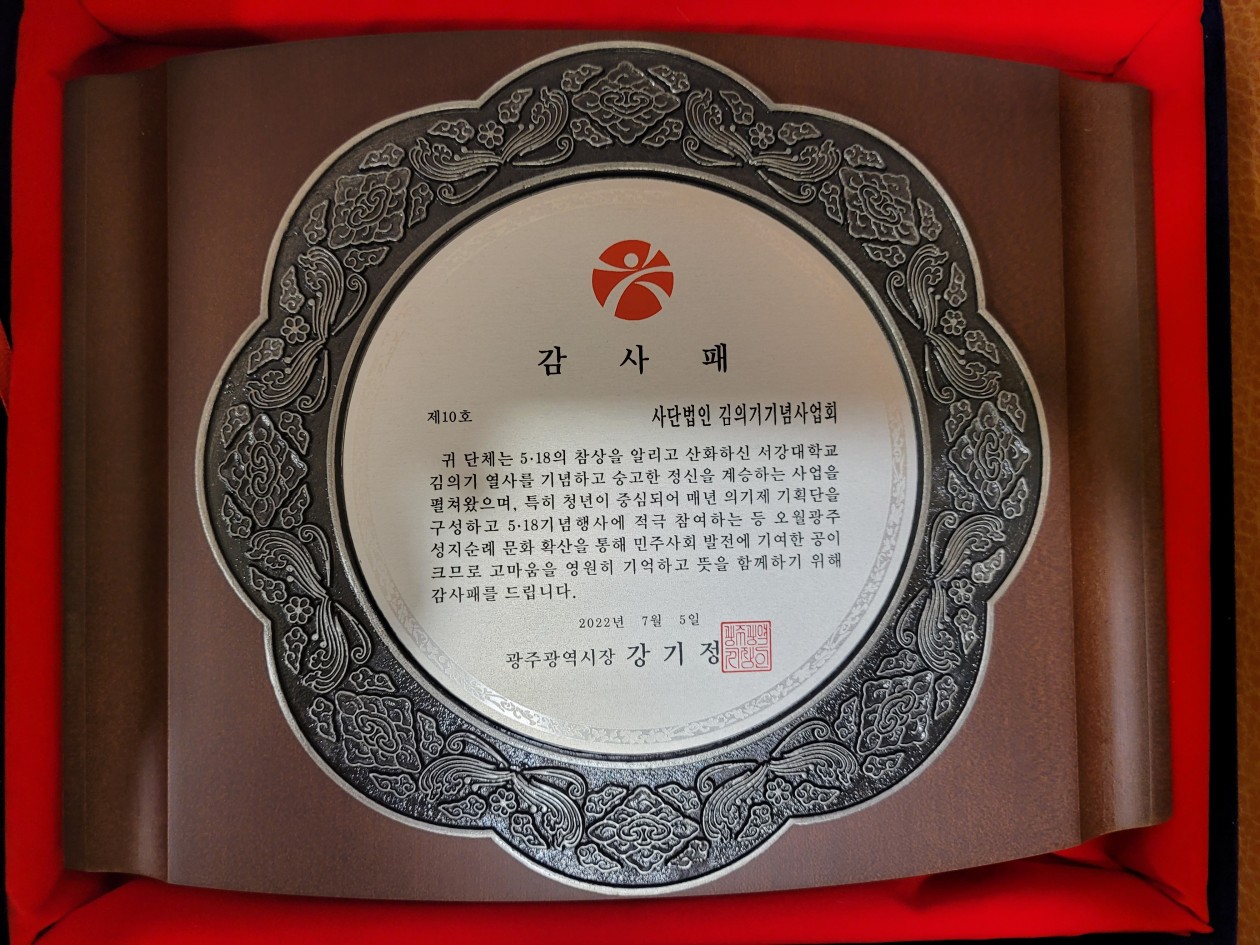 감 사 패
제10호 사단법인 김의기기념사업회
귀 단체는 5·18의 참상을 알리고 산화하신 서강대학교
김의기 열사를 기념하고 숭고한 정신을 계승하는 사업을
펼쳐왔으며, 특히 청년이 중심되어 매년 의기제 기획단을
구성하고 5·18기념행사에 적극 참여하는 등 오월광주
성지순례 문화 확산을 통해 민주사회 발전에 기여한 공이
크므로 고마움을 영원히 기억하고 뜻을 함께하기 위해
감사패를 드립니다.
2022년 7월 5일
광주광역시장 강기정